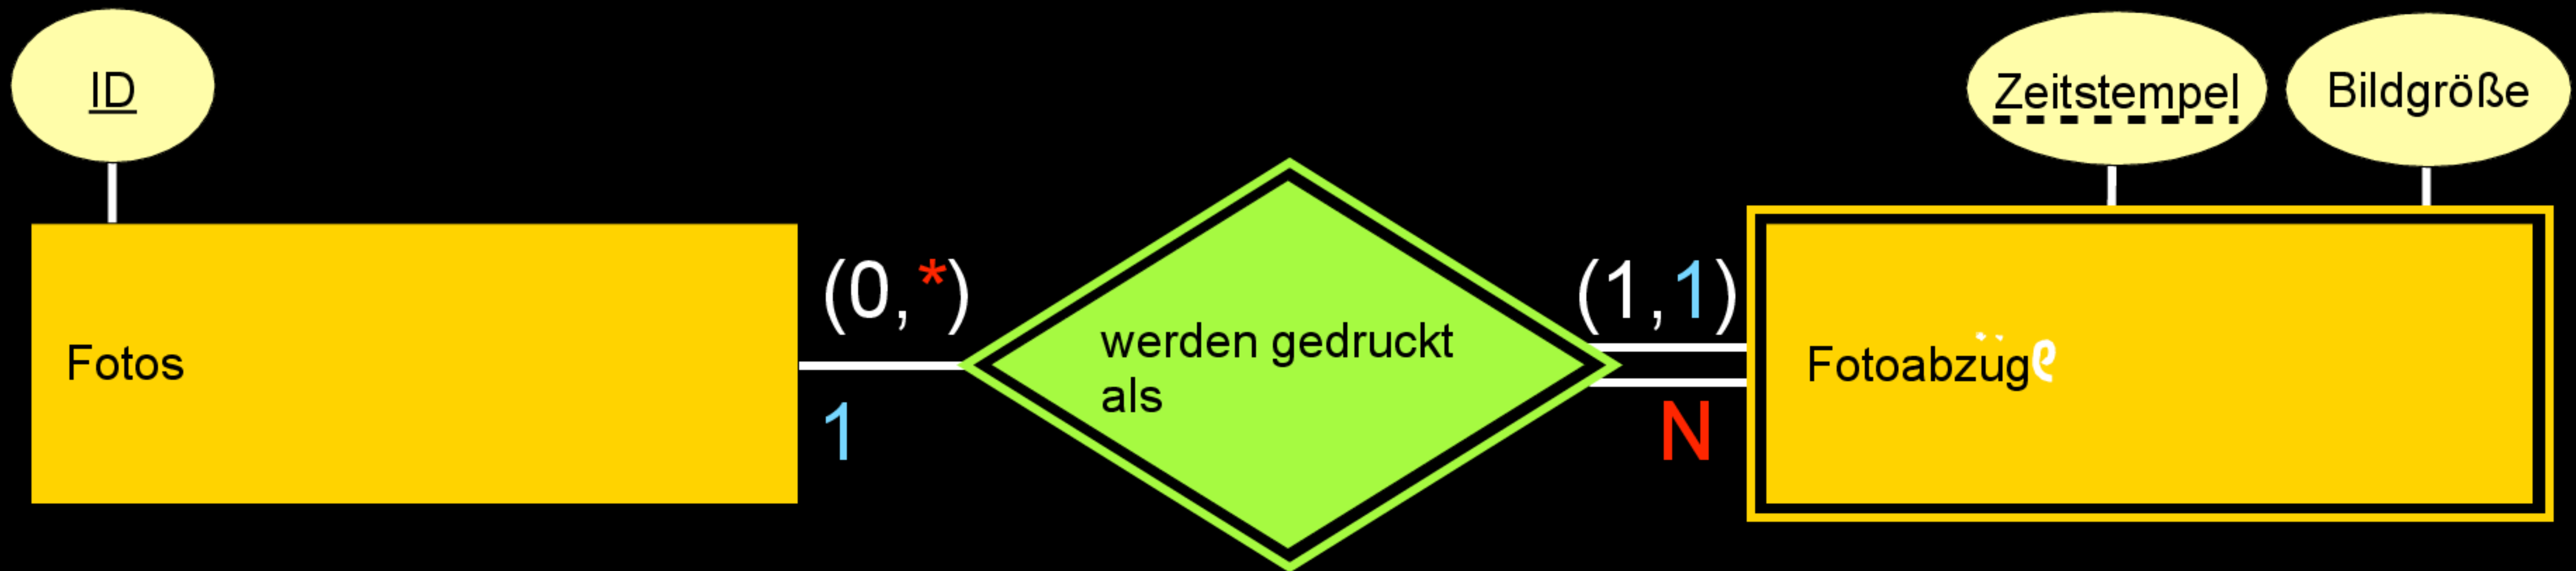 ID
Zeitstempel
Bildgröße
(0,*)
(1,1)
Fotos
werden gedruckt
als
Fotoabzüge
1
N